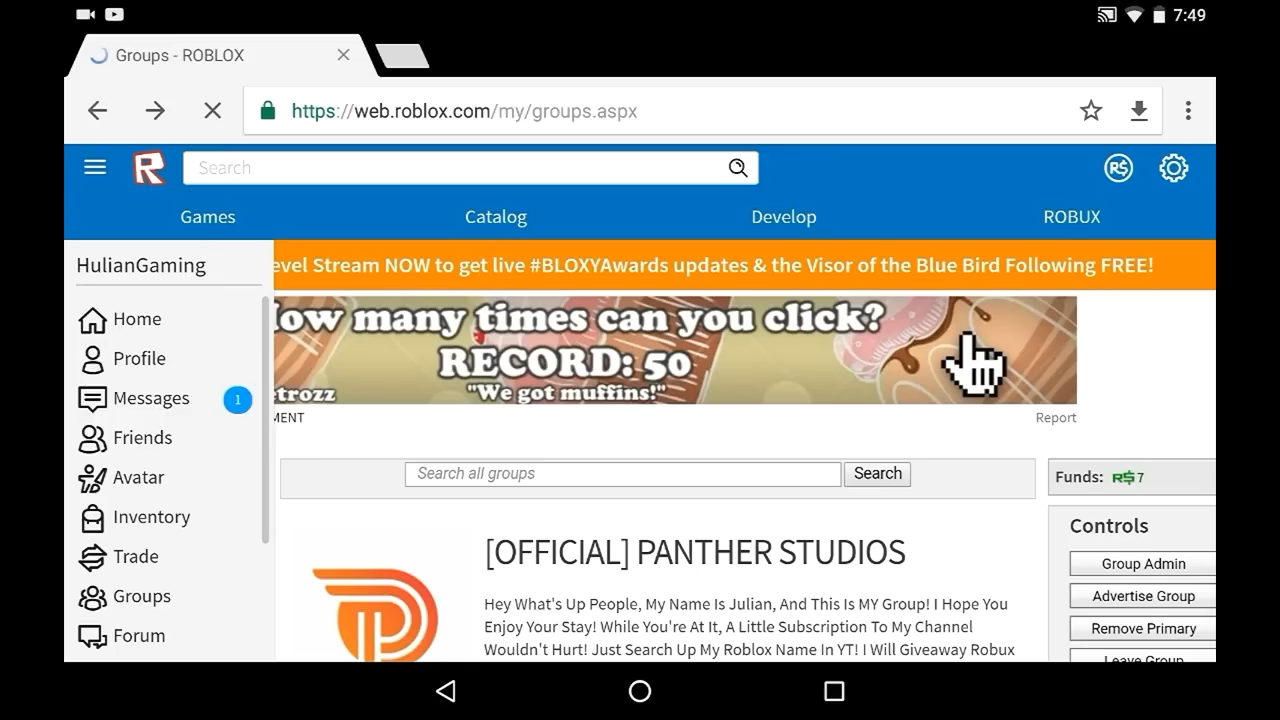 7:49
Groups - ROBLOX
https://web.roblox.com/my/groups.aspx
R
Search
R$
Games
Catalog
Develop
ROBUX
HulianGaming
evel Stream NOW to get live #BLOXYAwards updates & the Visor of the Blue Bird Following FREE!
Home
Profile
Messages
1
Friends
Avatar
Inventory
Trade
Groups
Forum
ow many times can you click?
RECORD: 50
"We got muffins!"
trozz
MENT
Report
Search all groups
Search
Funds: R$ 7
[OFFICIAL] PANTHER STUDIOS
Hey What's Up People, My Name Is Julian, And This Is MY Group! I Hope You
Enjoy Your Stay! While You're At It, A Little Subscription To My Channel
Wouldn't Hurt! Just Search Up My Roblox Name In YT! I Will Giveaway Robux
Controls
Group Admin
Advertise Group
Remove Primary
Leave Group